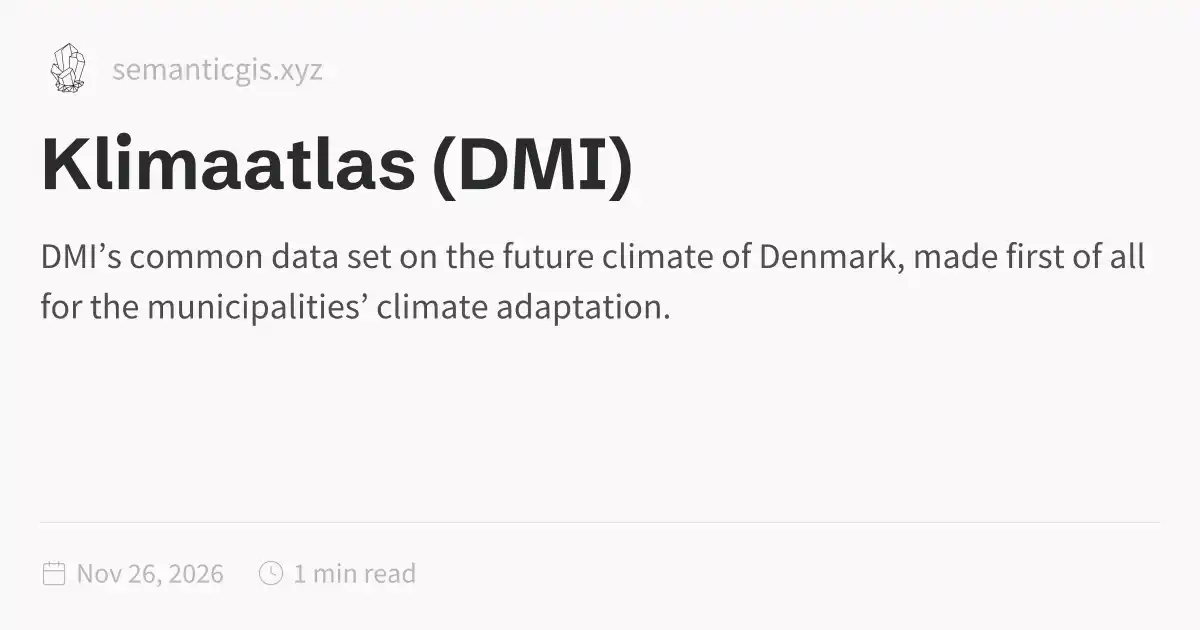 semanticgis.xyz
Klimaatlas (DMI)
DMI’s common data set on the future climate of Denmark, made first of all
for the municipalities’ climate adaptation.
Nov 26, 2026 1 min read